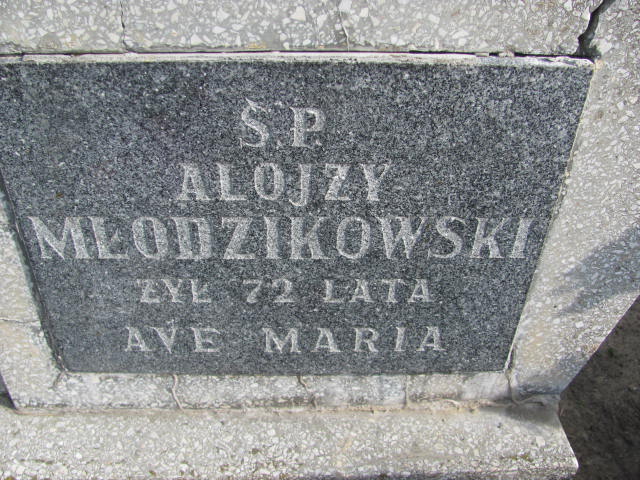 Ś.P.
ALOJZY
MŁODZIKOWSKI
ŻYŁ 72 LATA
AVE MARIA